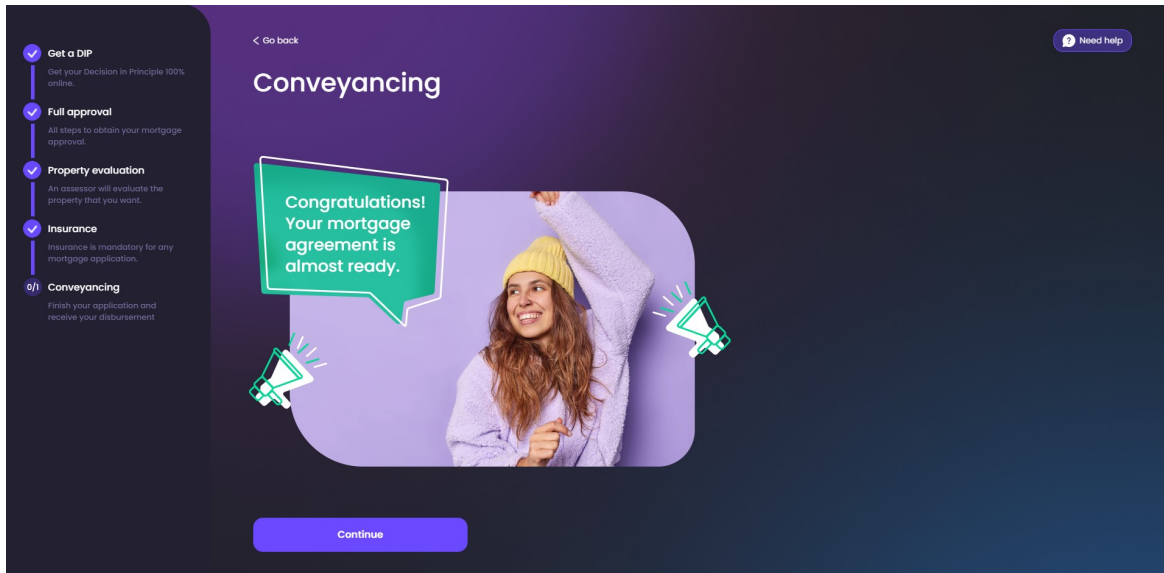 Get a DIP
Get your Decision in Principle 100%
online.
Full approval
All steps to obtain your mortgage
approval.
Property evaluation
An assessor will evaluate the
property that you want.
Insurance
Insurance is mandatory for any
mortgage application.
0/1 Conveyancing
Finish your application and
receive your disbursement
< Go back
? Need help
Conveyancing
Congratulations!
Your mortgage
agreement is
almost ready.
Continue